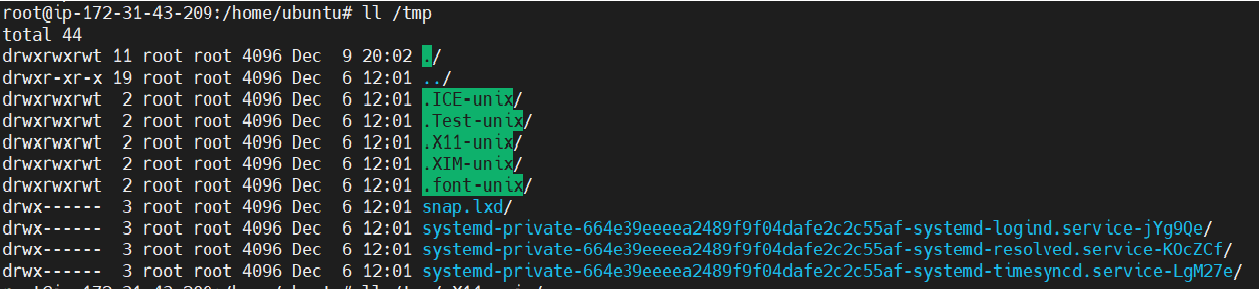 root@ip-172-31-43-209:/home/ubuntu# ll /tmp
total 44
drwxrwxrwt 11 root root 4096 Dec  9 20:02 ./
drwxr-xr-x 19 root root 4096 Dec  6 12:01 ../
drwxrwxrwt  2 root root 4096 Dec  6 12:01 .ICE-unix/
drwxrwxrwt  2 root root 4096 Dec  6 12:01 .Test-unix/
drwxrwxrwt  2 root root 4096 Dec  6 12:01 .X11-unix/
drwxrwxrwt  2 root root 4096 Dec  6 12:01 .XIM-unix/
drwxrwxrwt  2 root root 4096 Dec  6 12:01 .font-unix/
drwx------  3 root root 4096 Dec  6 12:01 snap.lxd/
drwx------  3 root root 4096 Dec  6 12:01 systemd-private-664e39eeeea2489f9f04dafe2c2c55af-systemd-logind.service-jYg9Qe/
drwx------  3 root root 4096 Dec  6 12:01 systemd-private-664e39eeeea2489f9f04dafe2c2c55af-systemd-resolved.service-KOcZCf/
drwx------  3 root root 4096 Dec  6 12:01 systemd-private-664e39eeeea2489f9f04dafe2c2c55af-systemd-timesyncd.service-LgM27e/